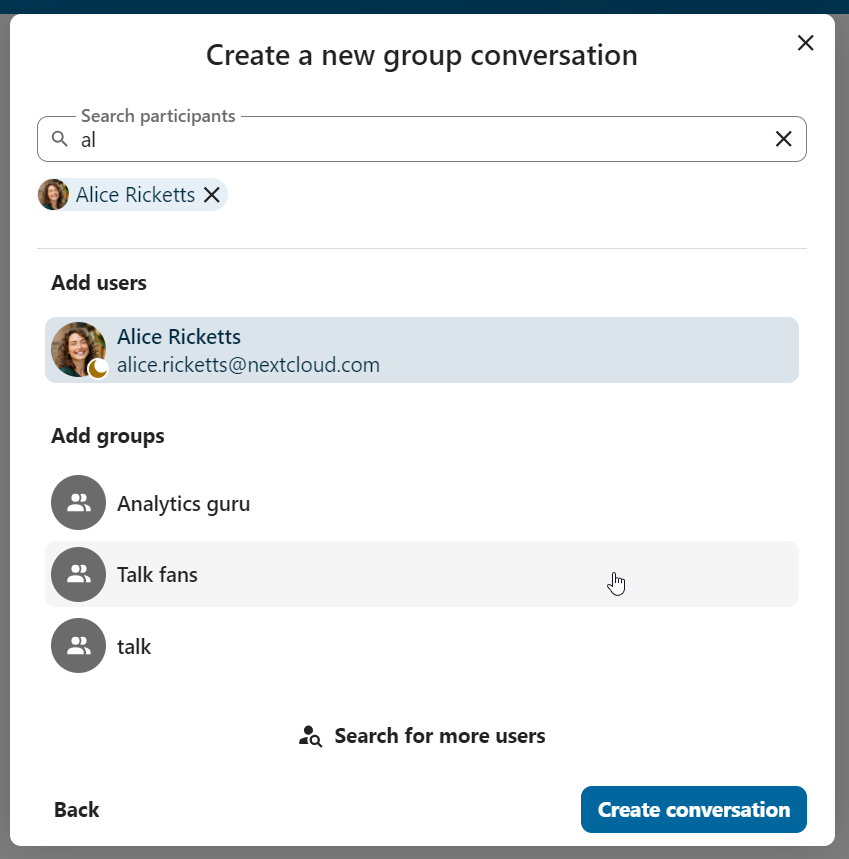 Create a new group conversation
Search participants
al
Alice Ricketts
Add users
Alice Ricketts
alice.ricketts@nextcloud.com
Add groups
Analytics guru
Talk fans
talk
Search for more users
Back
Create conversation